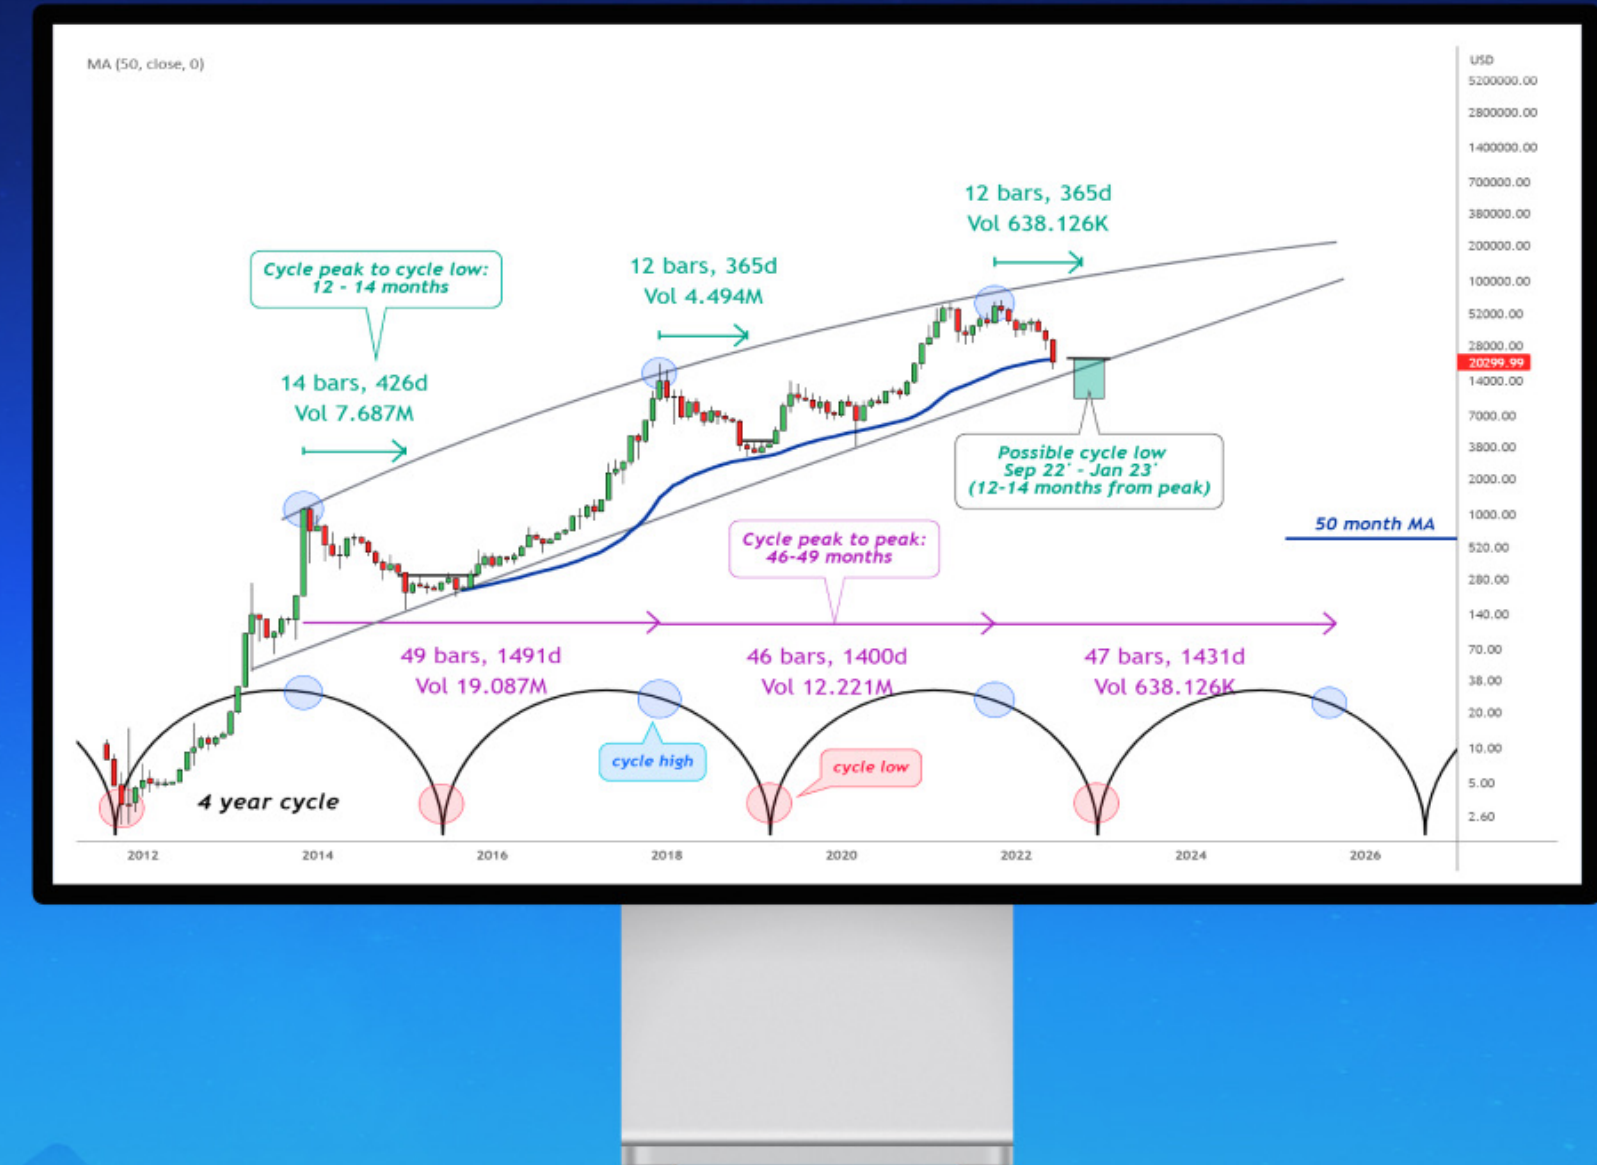 MA (50, close, 0)
USD
5200000.00
2800000.00
1400000.00
700000.00
380000.00
200000.00
100000.00
52000.00
28000.00
20299.99
14000.00
7000.00
3800.00
2000.00
1000.00
520.00
280.00
140.00
70.00
38.00
20.00
10.00
5.00
2.60
12 bars, 365d
Vol 638.126K
Cycle peak to cycle low:
12 - 14 months
12 bars, 365d
Vol 4.494M
14 bars, 426d
Vol 7.687M
Possible cycle low
Sep 22' - Jan 23'
(12-14 months from peak)
50 month MA
Cycle peak to peak:
46-49 months
49 bars, 1491d
Vol 19.087M
46 bars, 1400d
Vol 12.221M
47 bars, 1431d
Vol 638.126K
cycle high
cycle low
4 year cycle
2012
2014
2016
2018
2020
2022
2024
2026